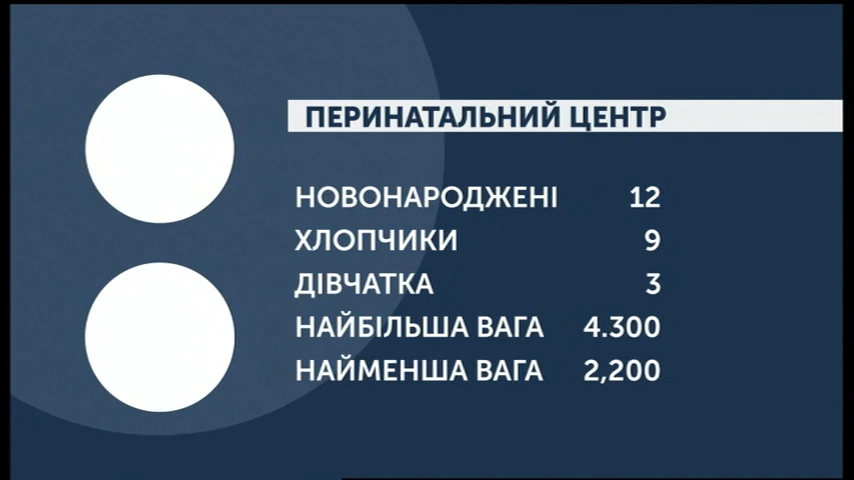 ПЕРИНАТАЛЬНИЙ ЦЕНТР
НОВОНАРОДЖЕНІ 12
ХЛОПЧИКИ 9
ДІВЧАТКА 3
НАЙБІЛЬША ВАГА 4.300
НАЙМЕНША ВАГА 2,200